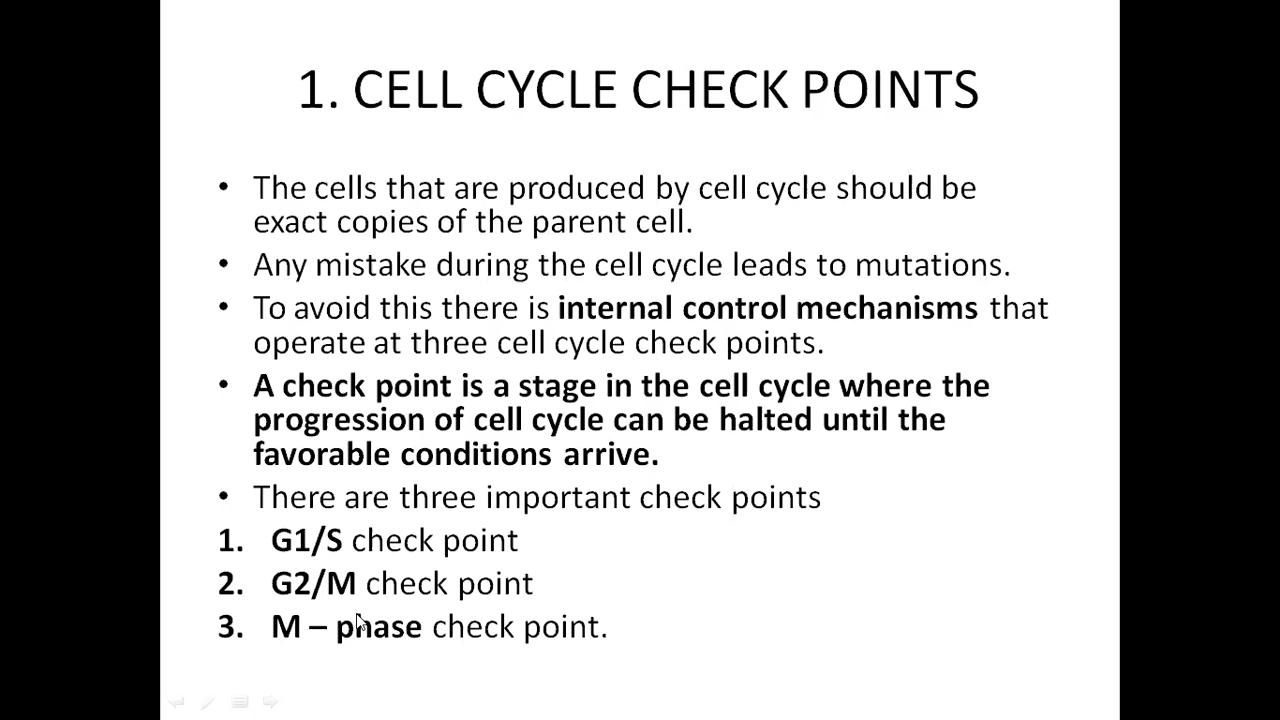 1. CELL CYCLE CHECK POINTS
• The cells that are produced by cell cycle should be
exact copies of the parent cell.
• Any mistake during the cell cycle leads to mutations.
• To avoid this there is internal control mechanisms that
operate at three cell cycle check points.
• A check point is a stage in the cell cycle where the
progression of cell cycle can be halted until the
favorable conditions arrive.
• There are three important check points
1. G1/S check point
2. G2/M check point
3. M – phase check point.